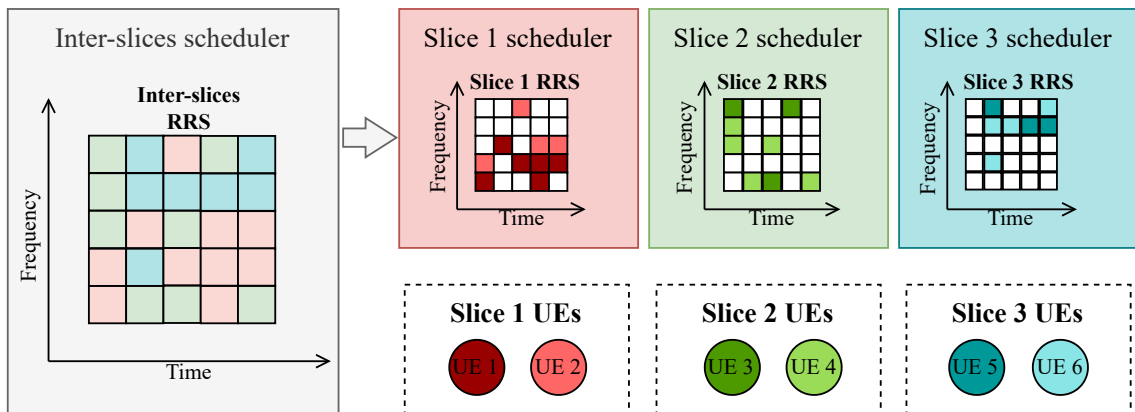 Inter-slices scheduler
Inter-slices
RRS
Frequency
Time
Slice 1 scheduler
Slice 1 RRS
Frequency
Time
Slice 2 scheduler
Slice 2 RRS
Frequency
Time
Slice 3 scheduler
Slice 3 RRS
Frequency
Time
Slice 1 UEs
UE 1
UE 2
Slice 2 UEs
UE 3
UE 4
Slice 3 UEs
UE 5
UE 6